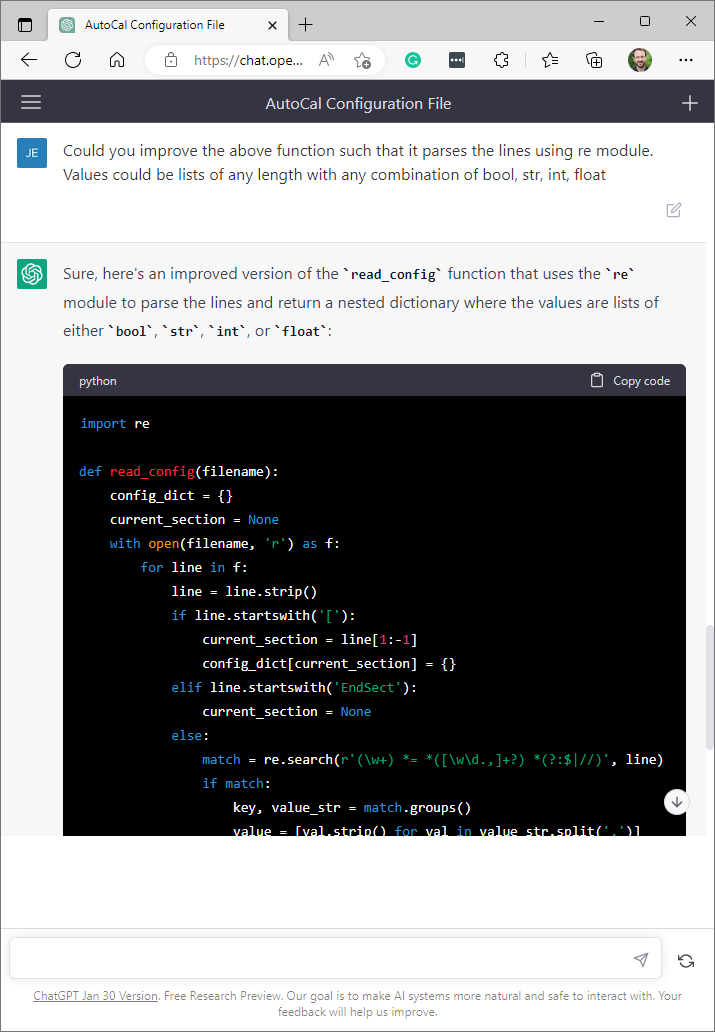 AutoCal Configuration File
https://chat.ope...
AutoCal Configuration File
JE
Could you improve the above function such that it parses the lines using re module.
Values could be lists of any length with any combination of bool, str, int, float
Sure, here's an improved version of the `read_config` function that uses the `re`
module to parse the lines and return a nested dictionary where the values are lists of
either `bool`, `str`, `int`, or `float`:
python
Copy code
import re
def read_config(filename):
config_dict = {}
current_section = None
with open(filename, 'r') as f:
for line in f:
line = line.strip()
if line.startswith('['):
current_section = line[1:-1]
config_dict[current_section] = {}
elif line.startswith('EndSect'):
current_section = None
else:
match = re.search(r'(\w+) *= *([\w\d.,]+?) *(?:$|//)', line)
if match:
key, value_str = match.groups()
value = [val.strip() for val in value_str.split(',')]
ChatGPT Jan 30 Version. Free Research Preview. Our goal is to make AI systems more natural and safe to interact with. Your
feedback will help us improve.